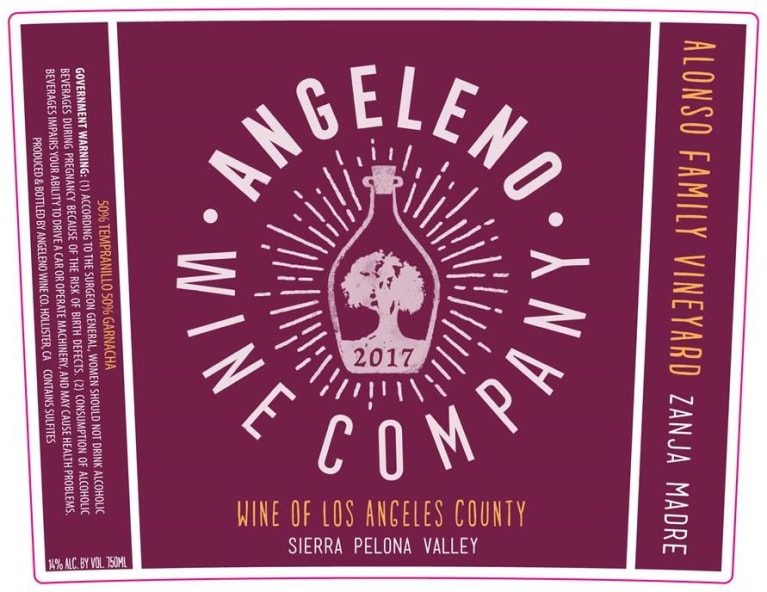 50% TEMPRANILLO 50% GARNACHA
GOVERNMENT WARNING: (1) ACCORDING TO THE SURGEON GENERAL, WOMEN SHOULD NOT DRINK ALCOHOLIC
BEVERAGES DURING PREGNANCY BECAUSE OF THE RISK OF BIRTH DEFECTS. (2) CONSUMPTION OF ALCOHOLIC
BEVERAGES IMPAIRS YOUR ABILITY TO DRIVE A CAR OR OPERATE MACHINERY, AND MAY CAUSE HEALTH PROBLEMS.
PRODUCED & BOTTLED BY ANGELENO WINE CO. HOLLISTER, CA CONTAINS SULFITES
14% ALC. BY VOL. 750ML
• ANGELENO •
WINE COMPANY
2017
WINE OF LOS ANGELES COUNTY
SIERRA PELONA VALLEY
ALONSO FAMILY VINEYARD ZANJA MADRE